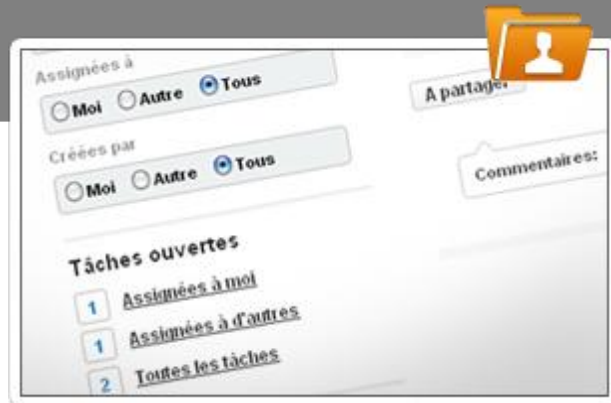 Assignées à
Moi Autre Tous
A partager
Créées par
Moi Autre Tous
Commentaires:
Tâches ouvertes
1 Assignées à moi
1 Assignées à d'autres
2 Toutes les tâches